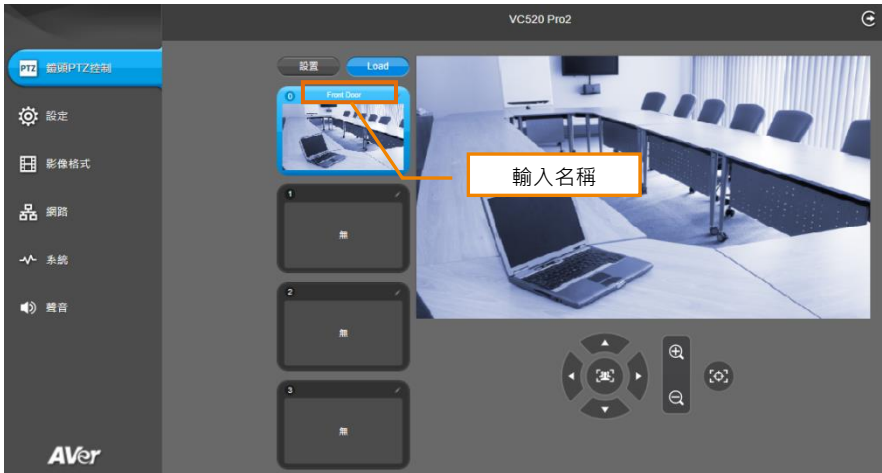 VC520 Pro2
PTZ 鏡頭PTZ控制
設定
影像格式
網路
系統
聲音
AVer
設置
Load
0 Front Door
輸入名稱
1
無
2
無
3
無